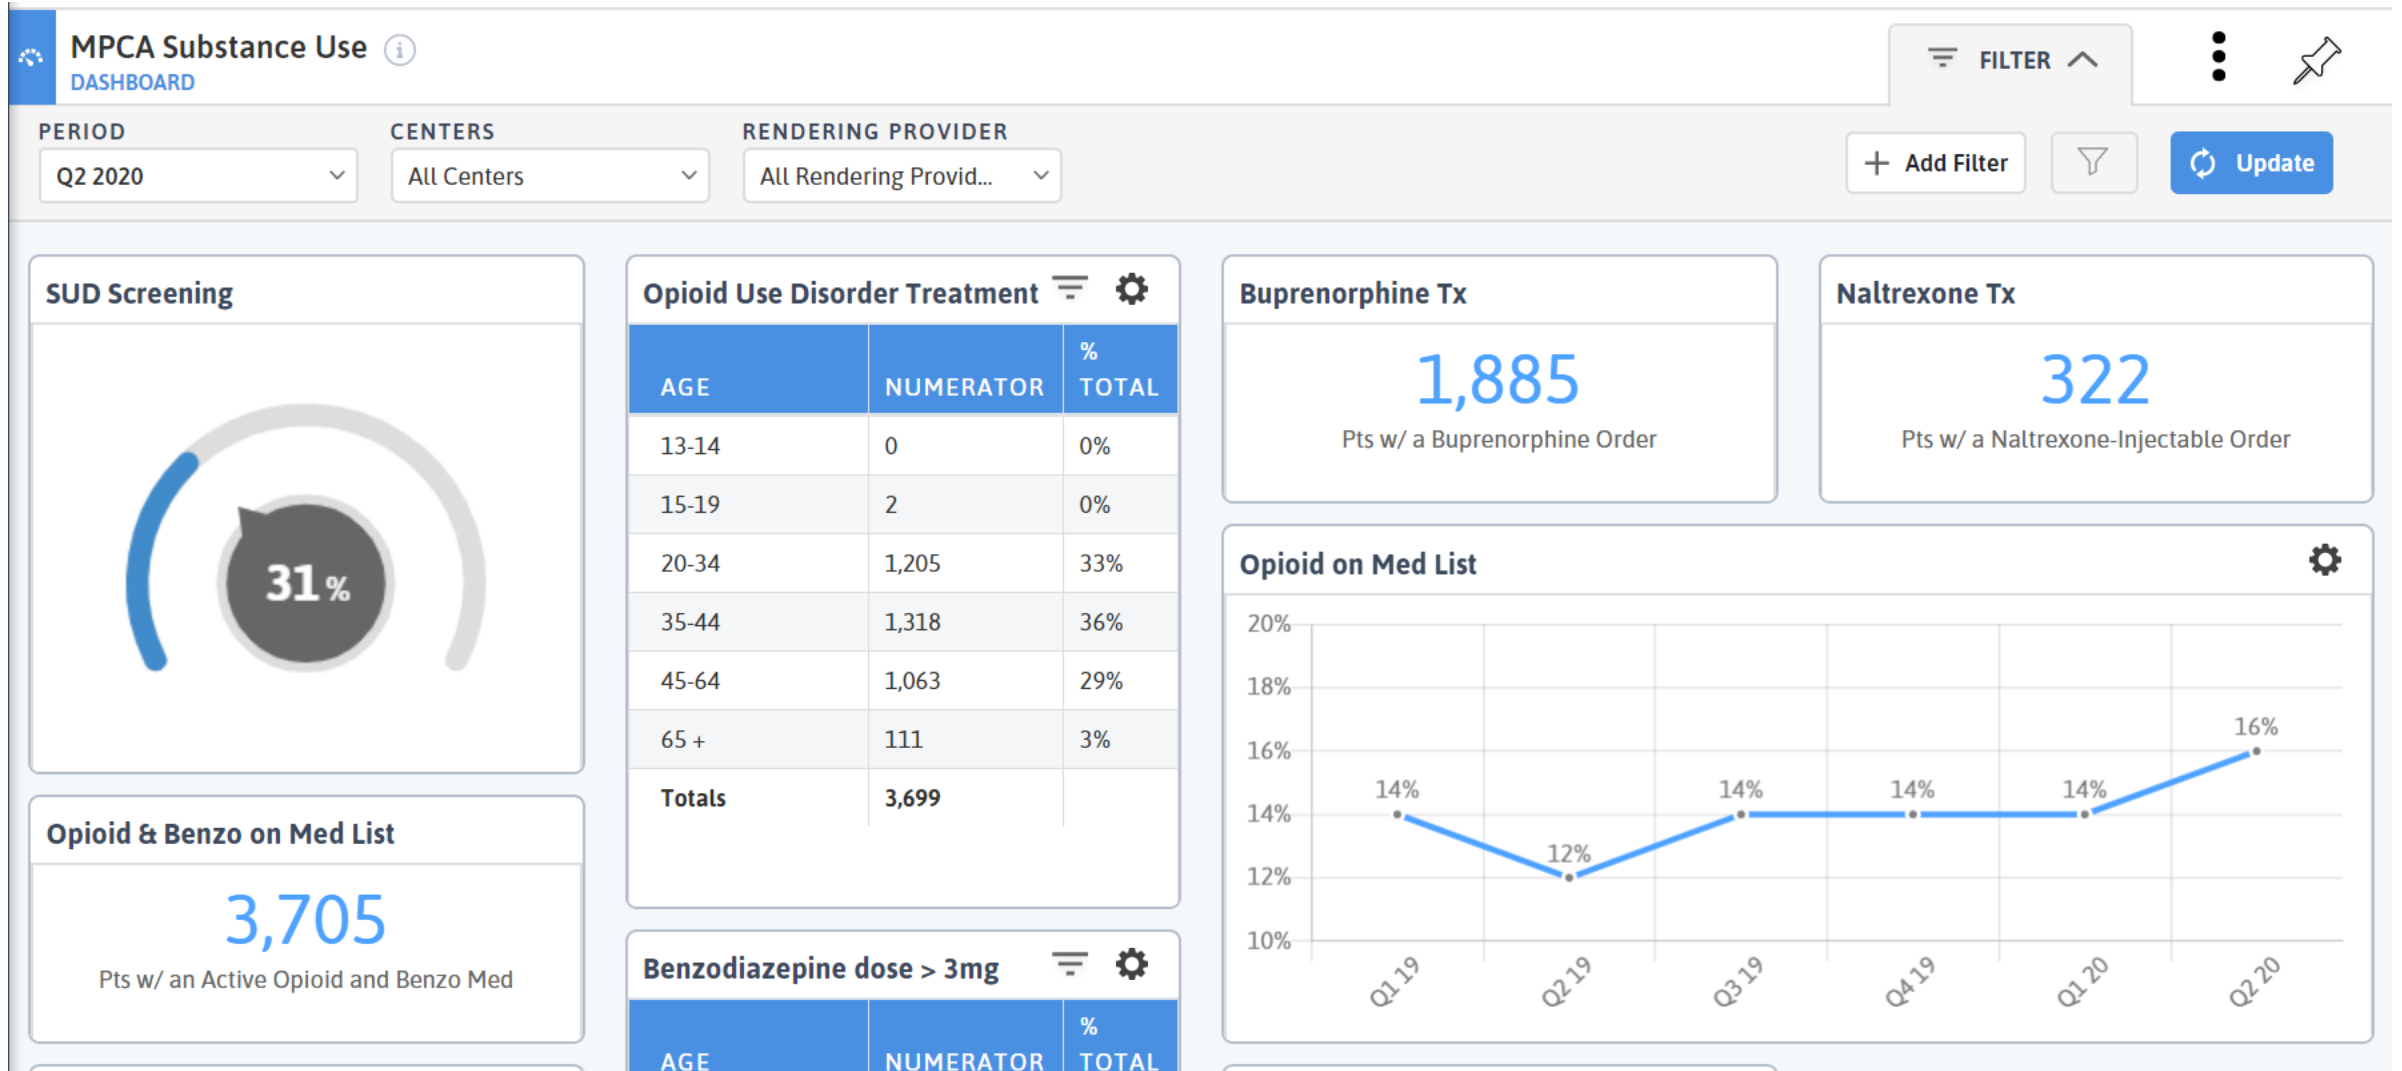 MPCA Substance Use
DASHBOARD
FILTER
PERIOD
Q2 2020
CENTERS
All Centers
RENDERING PROVIDER
All Rendering Provid...
Add Filter
Update
SUD Screening
31%
Opioid & Benzo on Med List
3,705
Pts w/ an Active Opioid and Benzo Med
Opioid Use Disorder Treatment
AGE NUMERATOR % TOTAL
13-14 0 0%
15-19 2 0%
20-34 1,205 33%
35-44 1,318 36%
45-64 1,063 29%
65 + 111 3%
Totals 3,699
Benzodiazepine dose > 3mg
AGE NUMERATOR % TOTAL
Buprenorphine Tx
1,885
Pts w/ a Buprenorphine Order
Naltrexone Tx
322
Pts w/ a Naltrexone-Injectable Order
Opioid on Med List
20%
18%
16%
14%
12%
10%
14%
12%
14%
14%
14%
16%
Q1 19
Q2 19
Q3 19
Q4 19
Q1 20
Q2 20